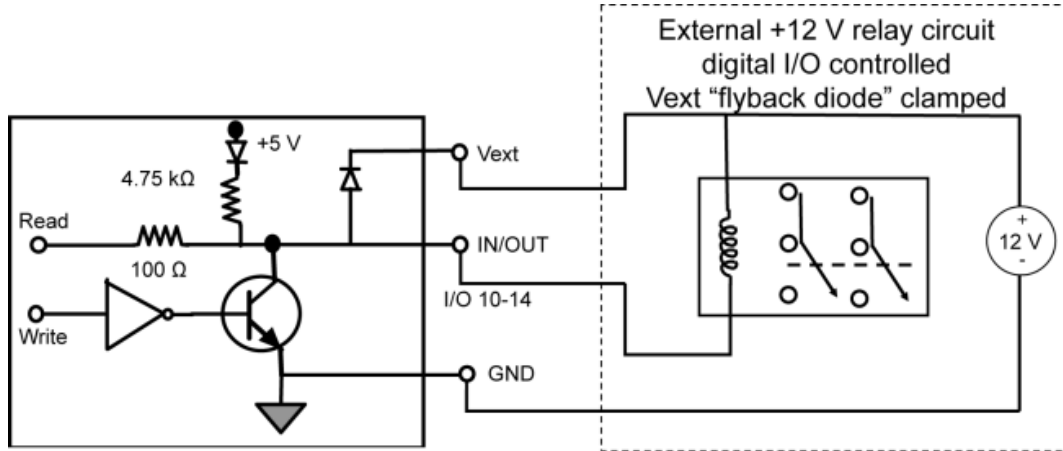 External +12 V relay circuit
digital I/O controlled
Vext “flyback diode” clamped
+5 V
Vext
4.75 kΩ
Read
IN/OUT
100 Ω
I/O 10-14
Write
GND
+
12 V
-